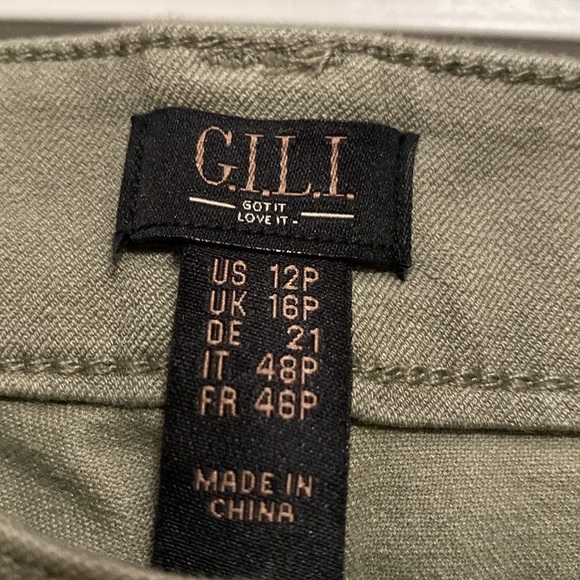 G.I.L.I.
GOT IT
LOVE IT -
US 12P
UK 16P
DE 21
IT 48P
FR 46P
MADE IN
CHINA